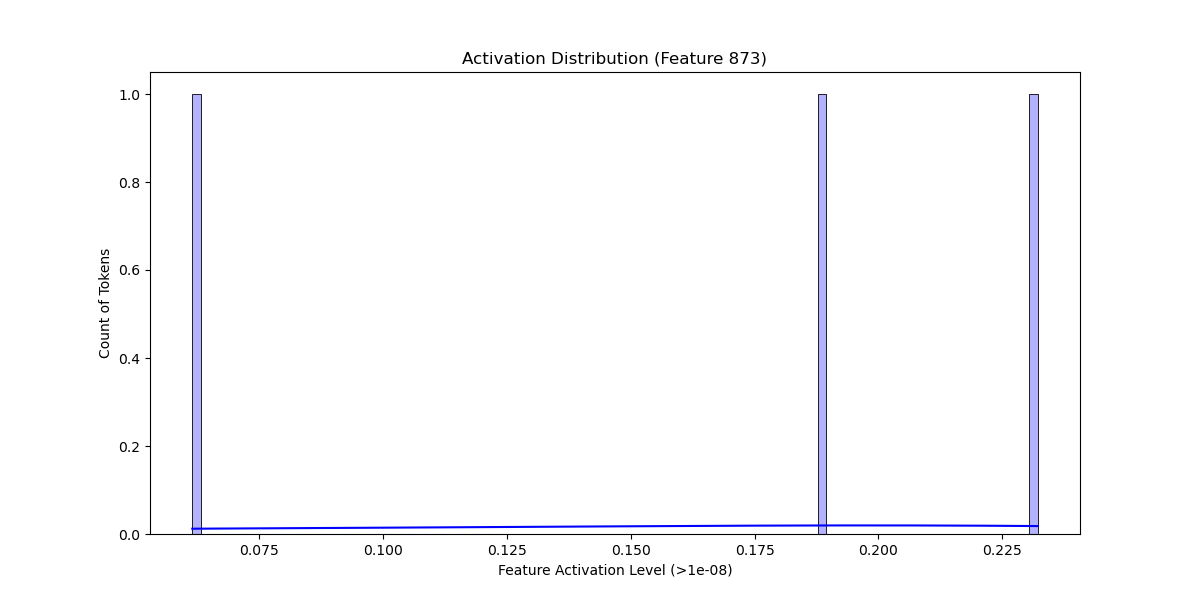 Activation Distribution (Feature 873)
1.0
0.8
0.6
0.4
0.2
0.0
Count of Tokens
0.075 0.100 0.125 0.150 0.175 0.200 0.225
Feature Activation Level (>1e-08)